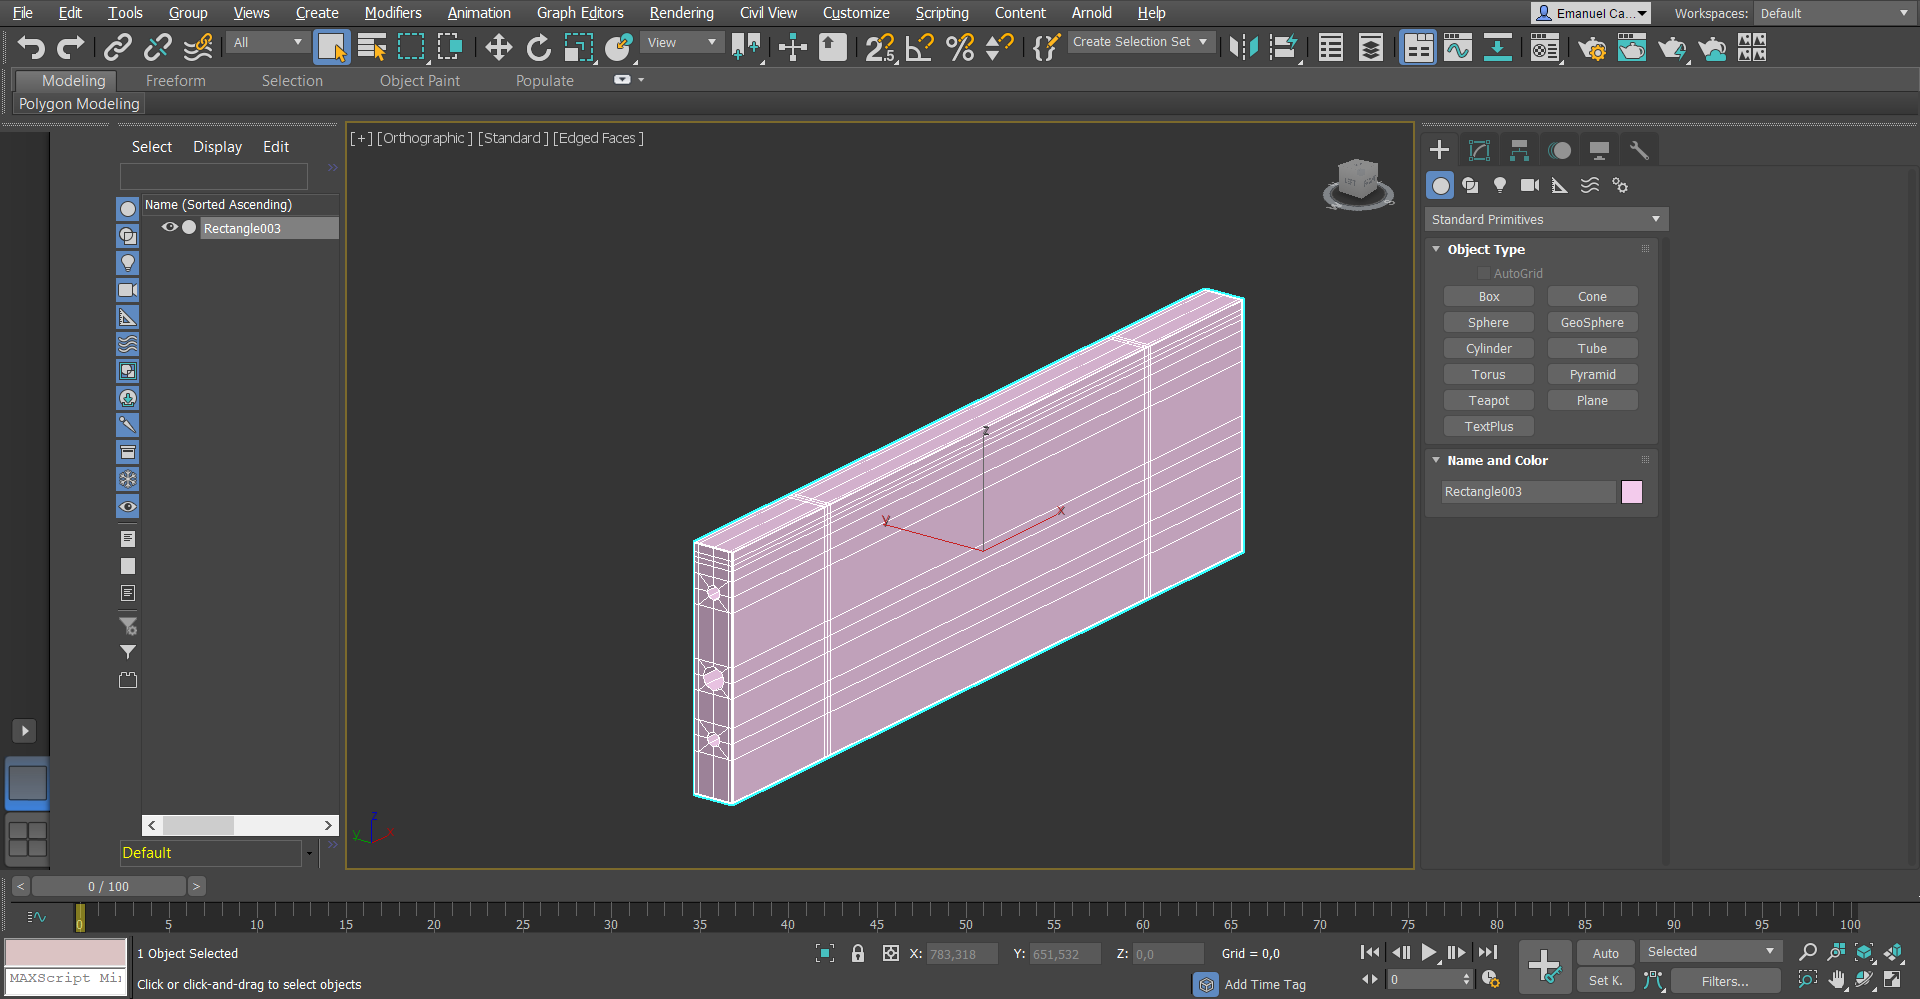 File Edit Tools Group Views Create Modifiers Animation Graph Editors Rendering Civil View Customize Scripting Content Arnold Help Emanuel Ca... Workspaces: Default
All View 2.5 Create Selection Set
Modeling Freeform Selection Object Paint Populate
Polygon Modeling
Select Display Edit
Name (Sorted Ascending)
Rectangle003
Default
[+] [Orthographic ] [Standard ] [Edged Faces ]
z
y
x
z
y
x
Standard Primitives
Object Type
AutoGrid
Box Cone
Sphere GeoSphere
Cylinder Tube
Torus Pyramid
Teapot Plane
TextPlus
Name and Color
Rectangle003
< 0 / 100 >
0 5 10 15 20 25 30 35 40 45 50 55 60 65 70 75 80 85 90 95 100
1 Object Selected X: 783,318 Y: 651,532 Z: 0,0 Grid = 0,0 Auto Selected
MAXScript Mi
Click or click-and-drag to select objects Add Time Tag 0 Set K. Filters...